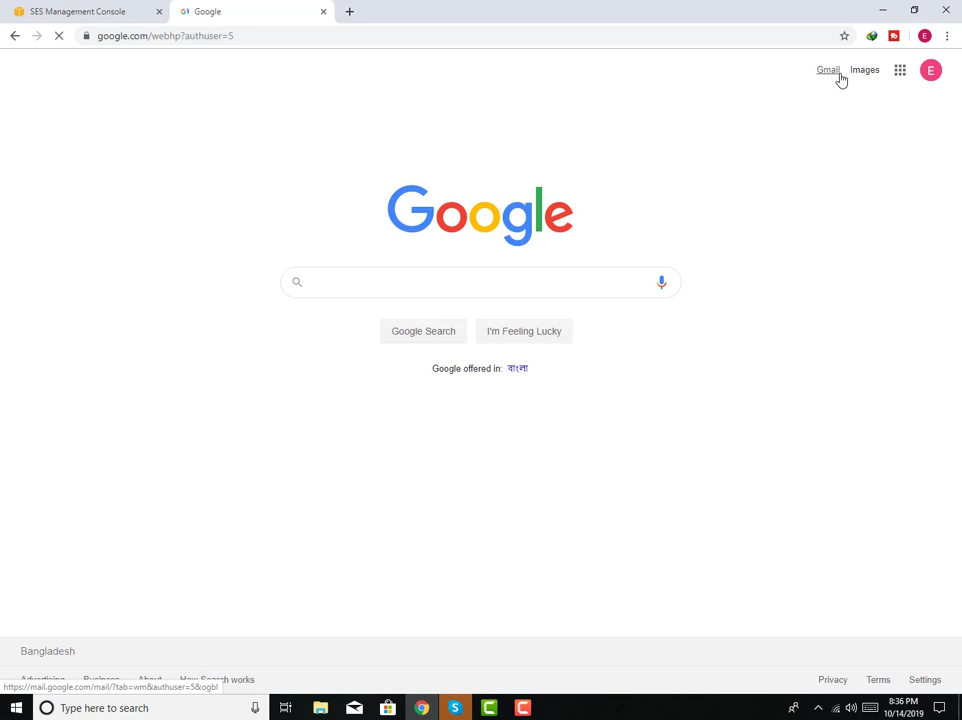 SES Management Console
Google
google.com/webhp?authuser=5
E
Gmail Images
E
Google
Google Search I'm Feeling Lucky
Google offered in: বাংলা
Bangladesh
Advertising Business About How Search works
Privacy Terms Settings
https://mail.google.com/mail/?tab=wm&authuser=5&ogbl
Type here to search
8:36 PM
10/14/2019